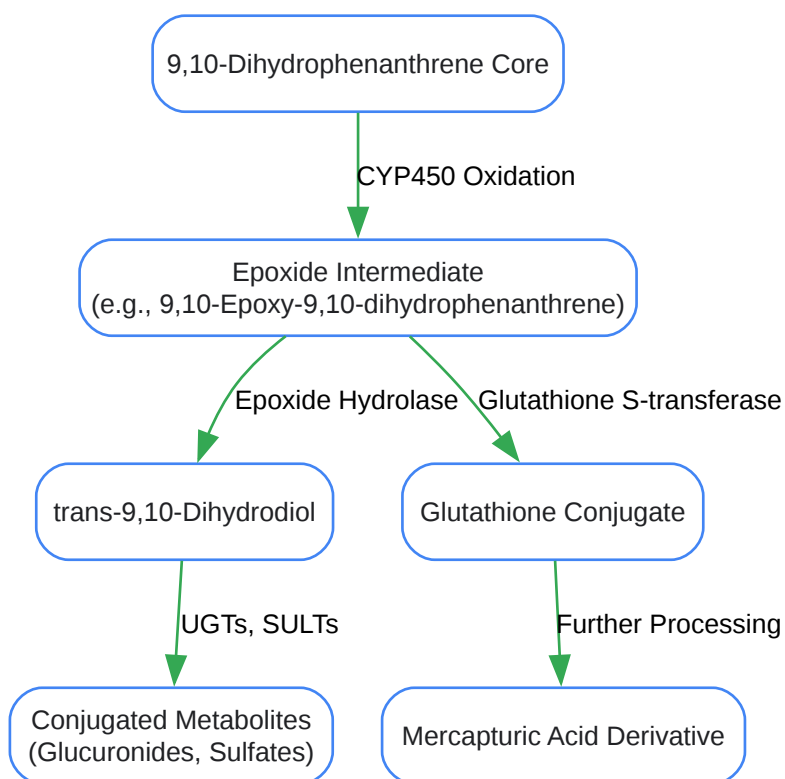 9,10-Dihydrophenanthrene Core
CYP450 Oxidation
Epoxide Intermediate
(e.g., 9,10-Epoxy-9,10-dihydrophenanthrene)
Epoxide Hydrolase
Glutathione S-transferase
trans-9,10-Dihydrodiol
Glutathione Conjugate
UGTs, SULTs
Further Processing
Conjugated Metabolites
(Glucuronides, Sulfates)
Mercapturic Acid Derivative